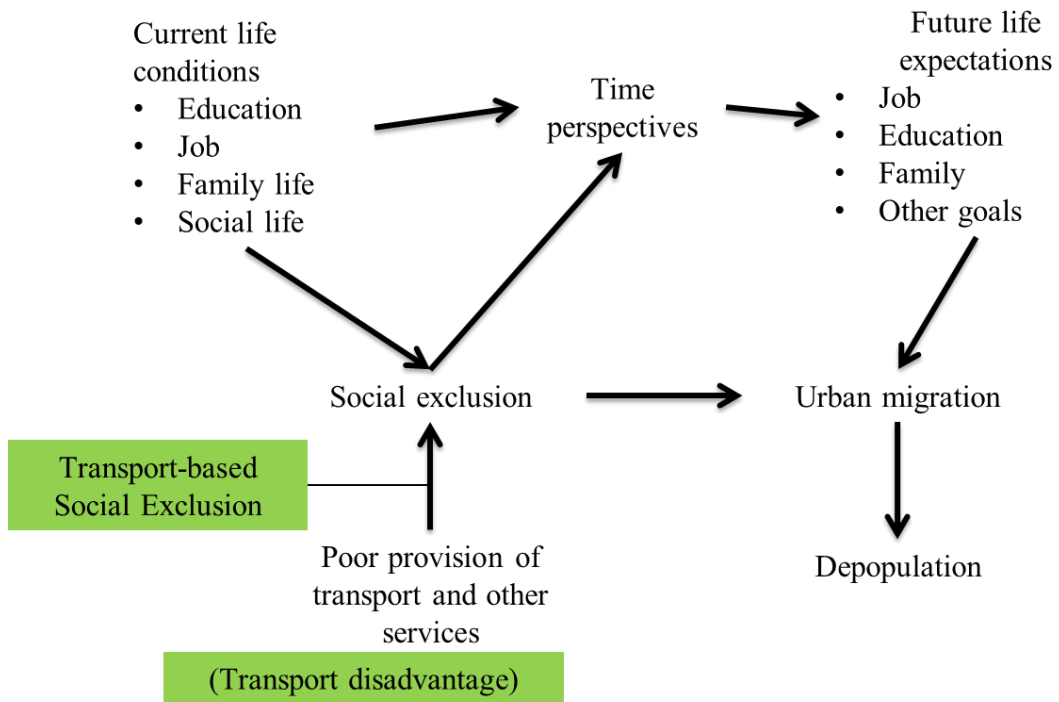 Current life
conditions
• Education
• Job
• Family life
• Social life
Time
perspectives
Future life
expectations
• Job
• Education
• Family
• Other goals
Social exclusion
Urban migration
Transport-based
Social Exclusion
Poor provision of
transport and other
services
(Transport disadvantage)
Depopulation